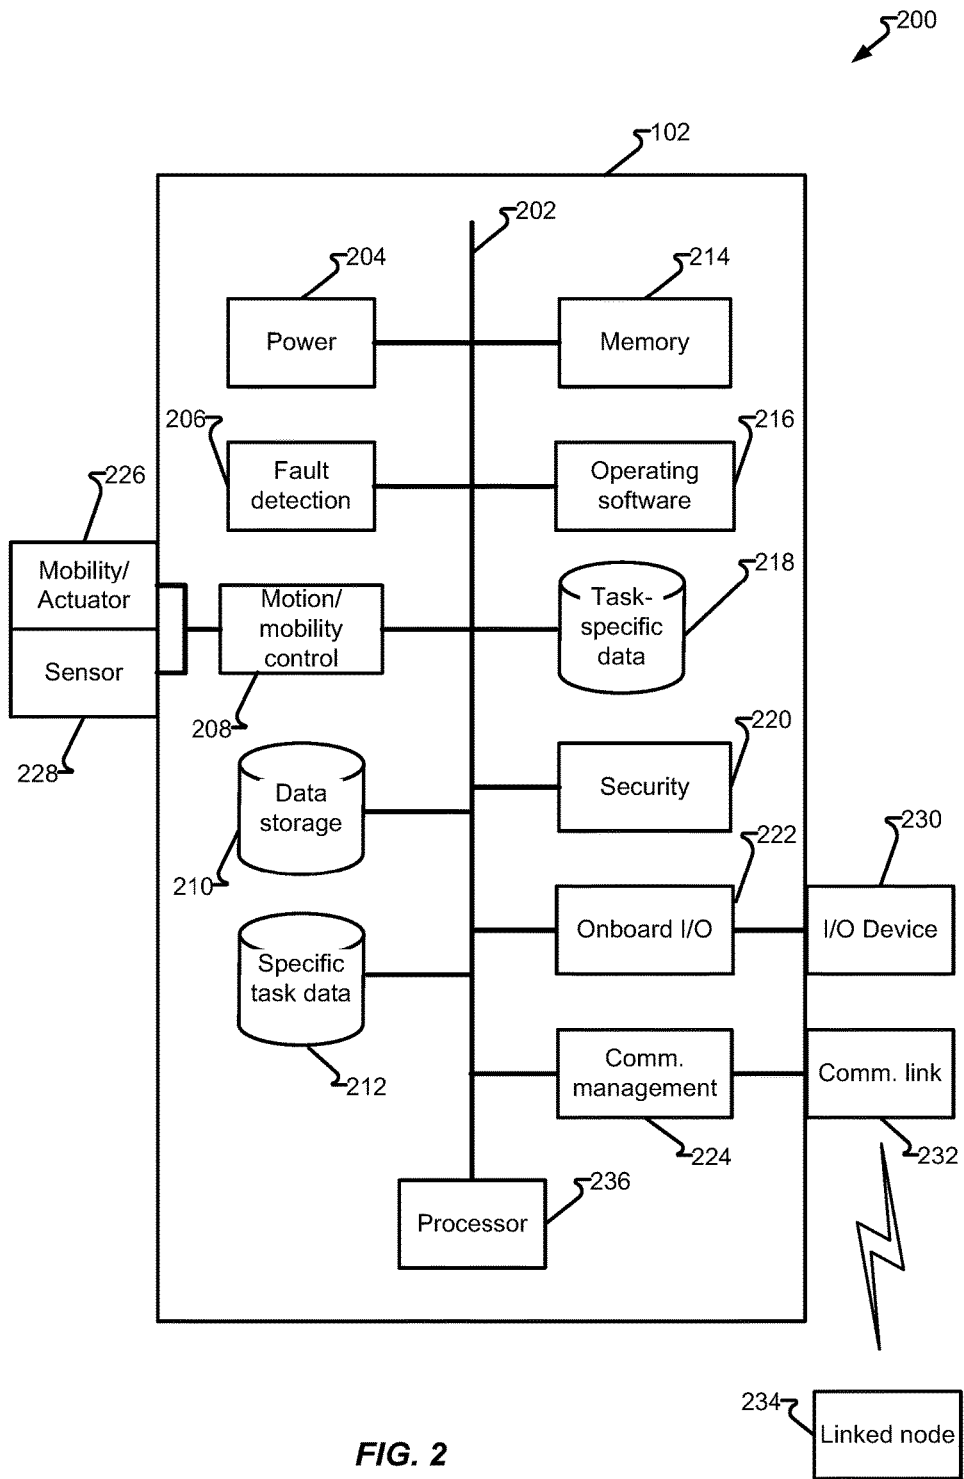 200
102
202
204
214
Power
Memory
206
216
Fault
detection
Operating
software
226
218
Mobility/
Actuator
Motion/
mobility
control
Task-
specific
data
Sensor
208
228
220
Data
storage
Security
210
222
230
Onboard I/O
I/O Device
Specific
task data
212
Comm.
management
Comm. link
224
232
236
Processor
234
Linked node
FIG. 2